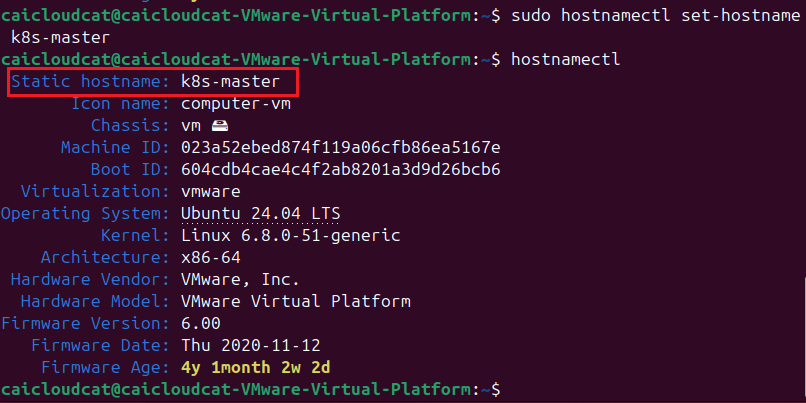 caicloudcat@caicloudcat-VMware-Virtual-Platform:~$ sudo hostnamectl set-hostname
k8s-master
caicloudcat@caicloudcat-VMware-Virtual-Platform:~$ hostnamectl
Static hostname: k8s-master
Icon name: computer-vm
Chassis: vm 🖴
Machine ID: 023a52ebed874f119a06cfb86ea5167e
Boot ID: 604cdb4cae4c4f2ab8201a3d9d26bcb6
Virtualization: vmware
Operating System: Ubuntu 24.04 LTS
Kernel: Linux 6.8.0-51-generic
Architecture: x86-64
Hardware Vendor: VMware, Inc.
Hardware Model: VMware Virtual Platform
Firmware Version: 6.00
Firmware Date: Thu 2020-11-12
Firmware Age: 4y 1month 2w 2d
caicloudcat@caicloudcat-VMware-Virtual-Platform:~$